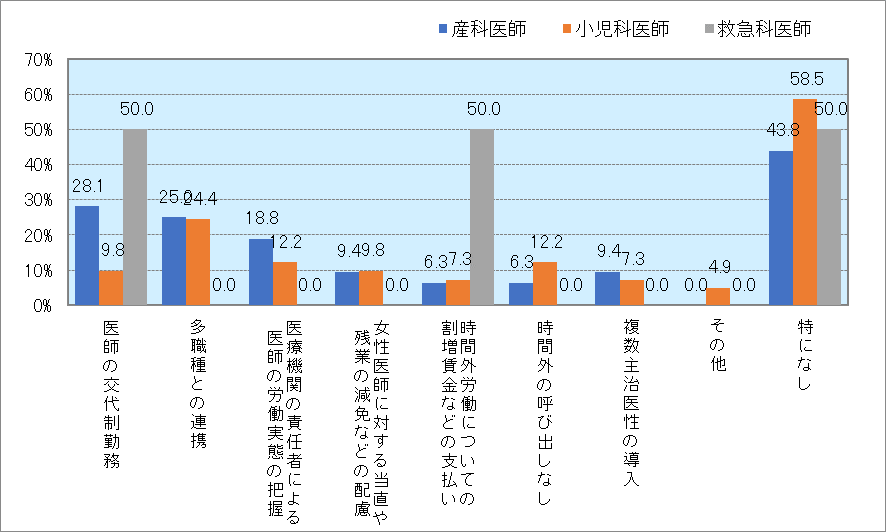 産科医師 小児科医師 救急科医師
70%
60%
50%
40%
30%
20%
10%
0%
28.1 9.8 50.0
25.0 24.4 0.0
18.8 12.2 0.0
9.4 9.8 0.0
6.3 7.3 50.0
6.3 12.2 0.0
9.4 7.3 0.0
0.0 4.9 0.0
43.8 58.5 50.0
医師の交代制勤務
多職種との連携
医療機関の責任者による
医師の労働実態の把握
女性医師に対する当直や
残業の減免などの配慮
時間外労働についての
割増賃金などの支払い
時間外の呼び出しなし
複数主治医性の導入
その他
特になし